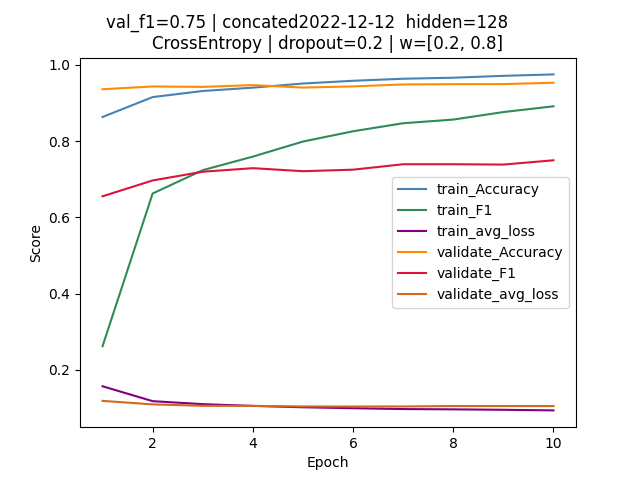 val_f1=0.75 | concated2022-12-12 hidden=128
CrossEntropy | dropout=0.2 | w=[0.2, 0.8]
1.0
0.8
0.6
0.4
0.2
Score
train_Accuracy
train_F1
train_avg_loss
validate_Accuracy
validate_F1
validate_avg_loss
2 4 6 8 10
Epoch